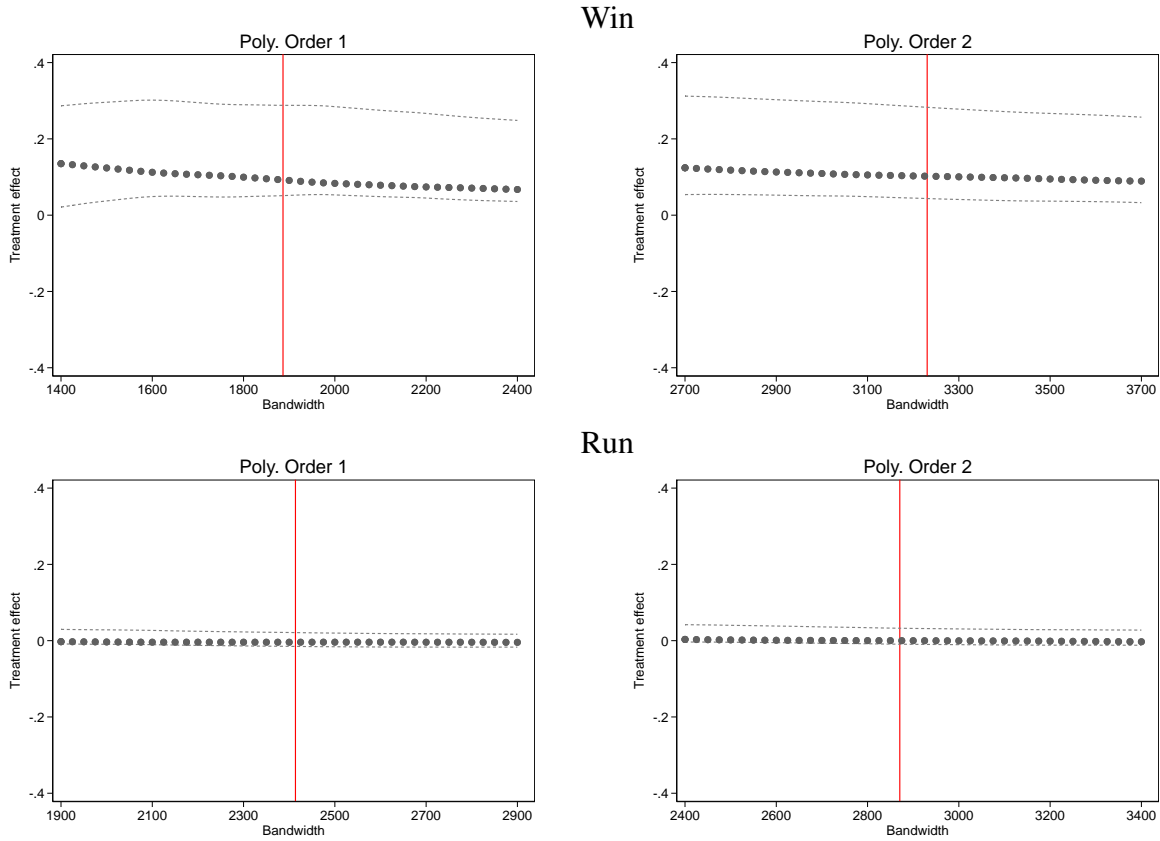 Win
Poly. Order 1
Treatment effect
.4
.2
0
-.2
-.4
1400 1600 1800 2000 2200 2400
Bandwidth
Poly. Order 2
Treatment effect
.4
.2
0
-.2
-.4
2700 2900 3100 3300 3500 3700
Bandwidth
Run
Poly. Order 1
Treatment effect
.4
.2
0
-.2
-.4
1900 2100 2300 2500 2700 2900
Bandwidth
Poly. Order 2
Treatment effect
.4
.2
0
-.2
-.4
2400 2600 2800 3000 3200 3400
Bandwidth